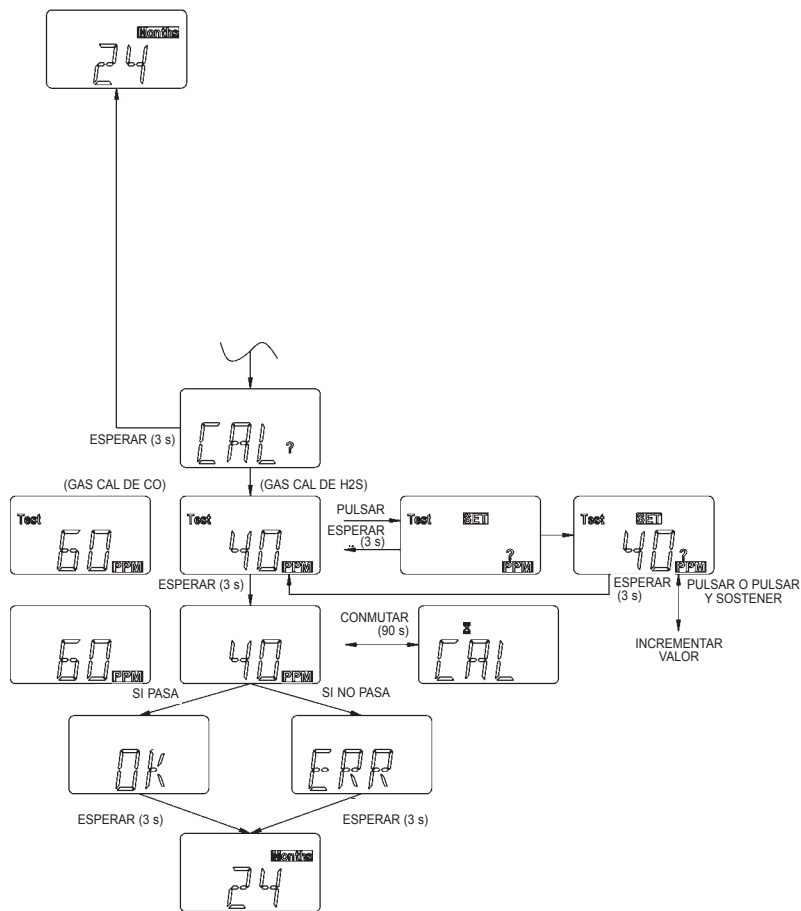 Months
24
ESPERAR (3 s)
CAL ?
(GAS CAL DE CO)
(GAS CAL DE H2S)
Test
60 PPM
Test
40 PPM
PULSAR
ESPERAR
(3 s)
Test SET
?
PPM
Test SET
40 ?
PPM
ESPERAR (3 s)
ESPERAR
(3 s)
PULSAR O PULSAR
Y SOSTENER
INCREMENTAR
VALOR
60 PPM
40 PPM
CONMUTAR
(90 s)
CAL
SI PASA
SI NO PASA
OK
ERR
ESPERAR (3 s)
ESPERAR (3 s)
Months
24